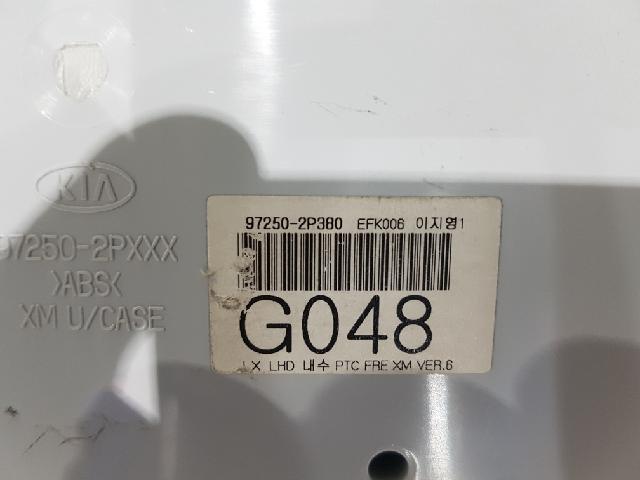 KIA
97250-2PXXX
>ABS<
XM U/CASE
97250-2P380 EFK006 이지영1
G048
LX LHD 내수 PTC FRE XM VER.6